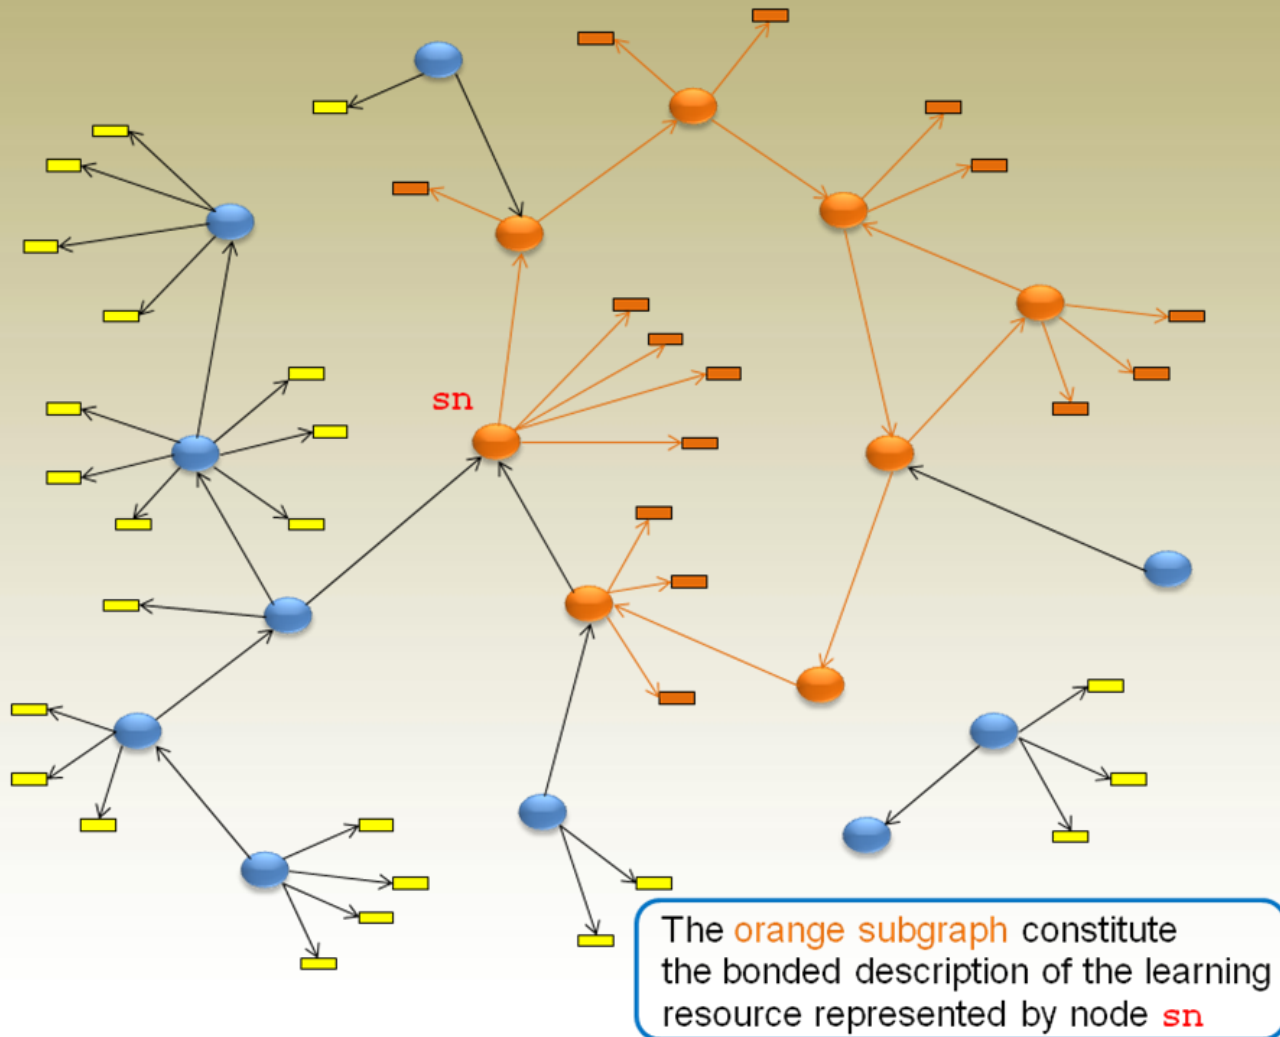 sn
The orange subgraph constitute
the bonded description of the learning
resource represented by node sn